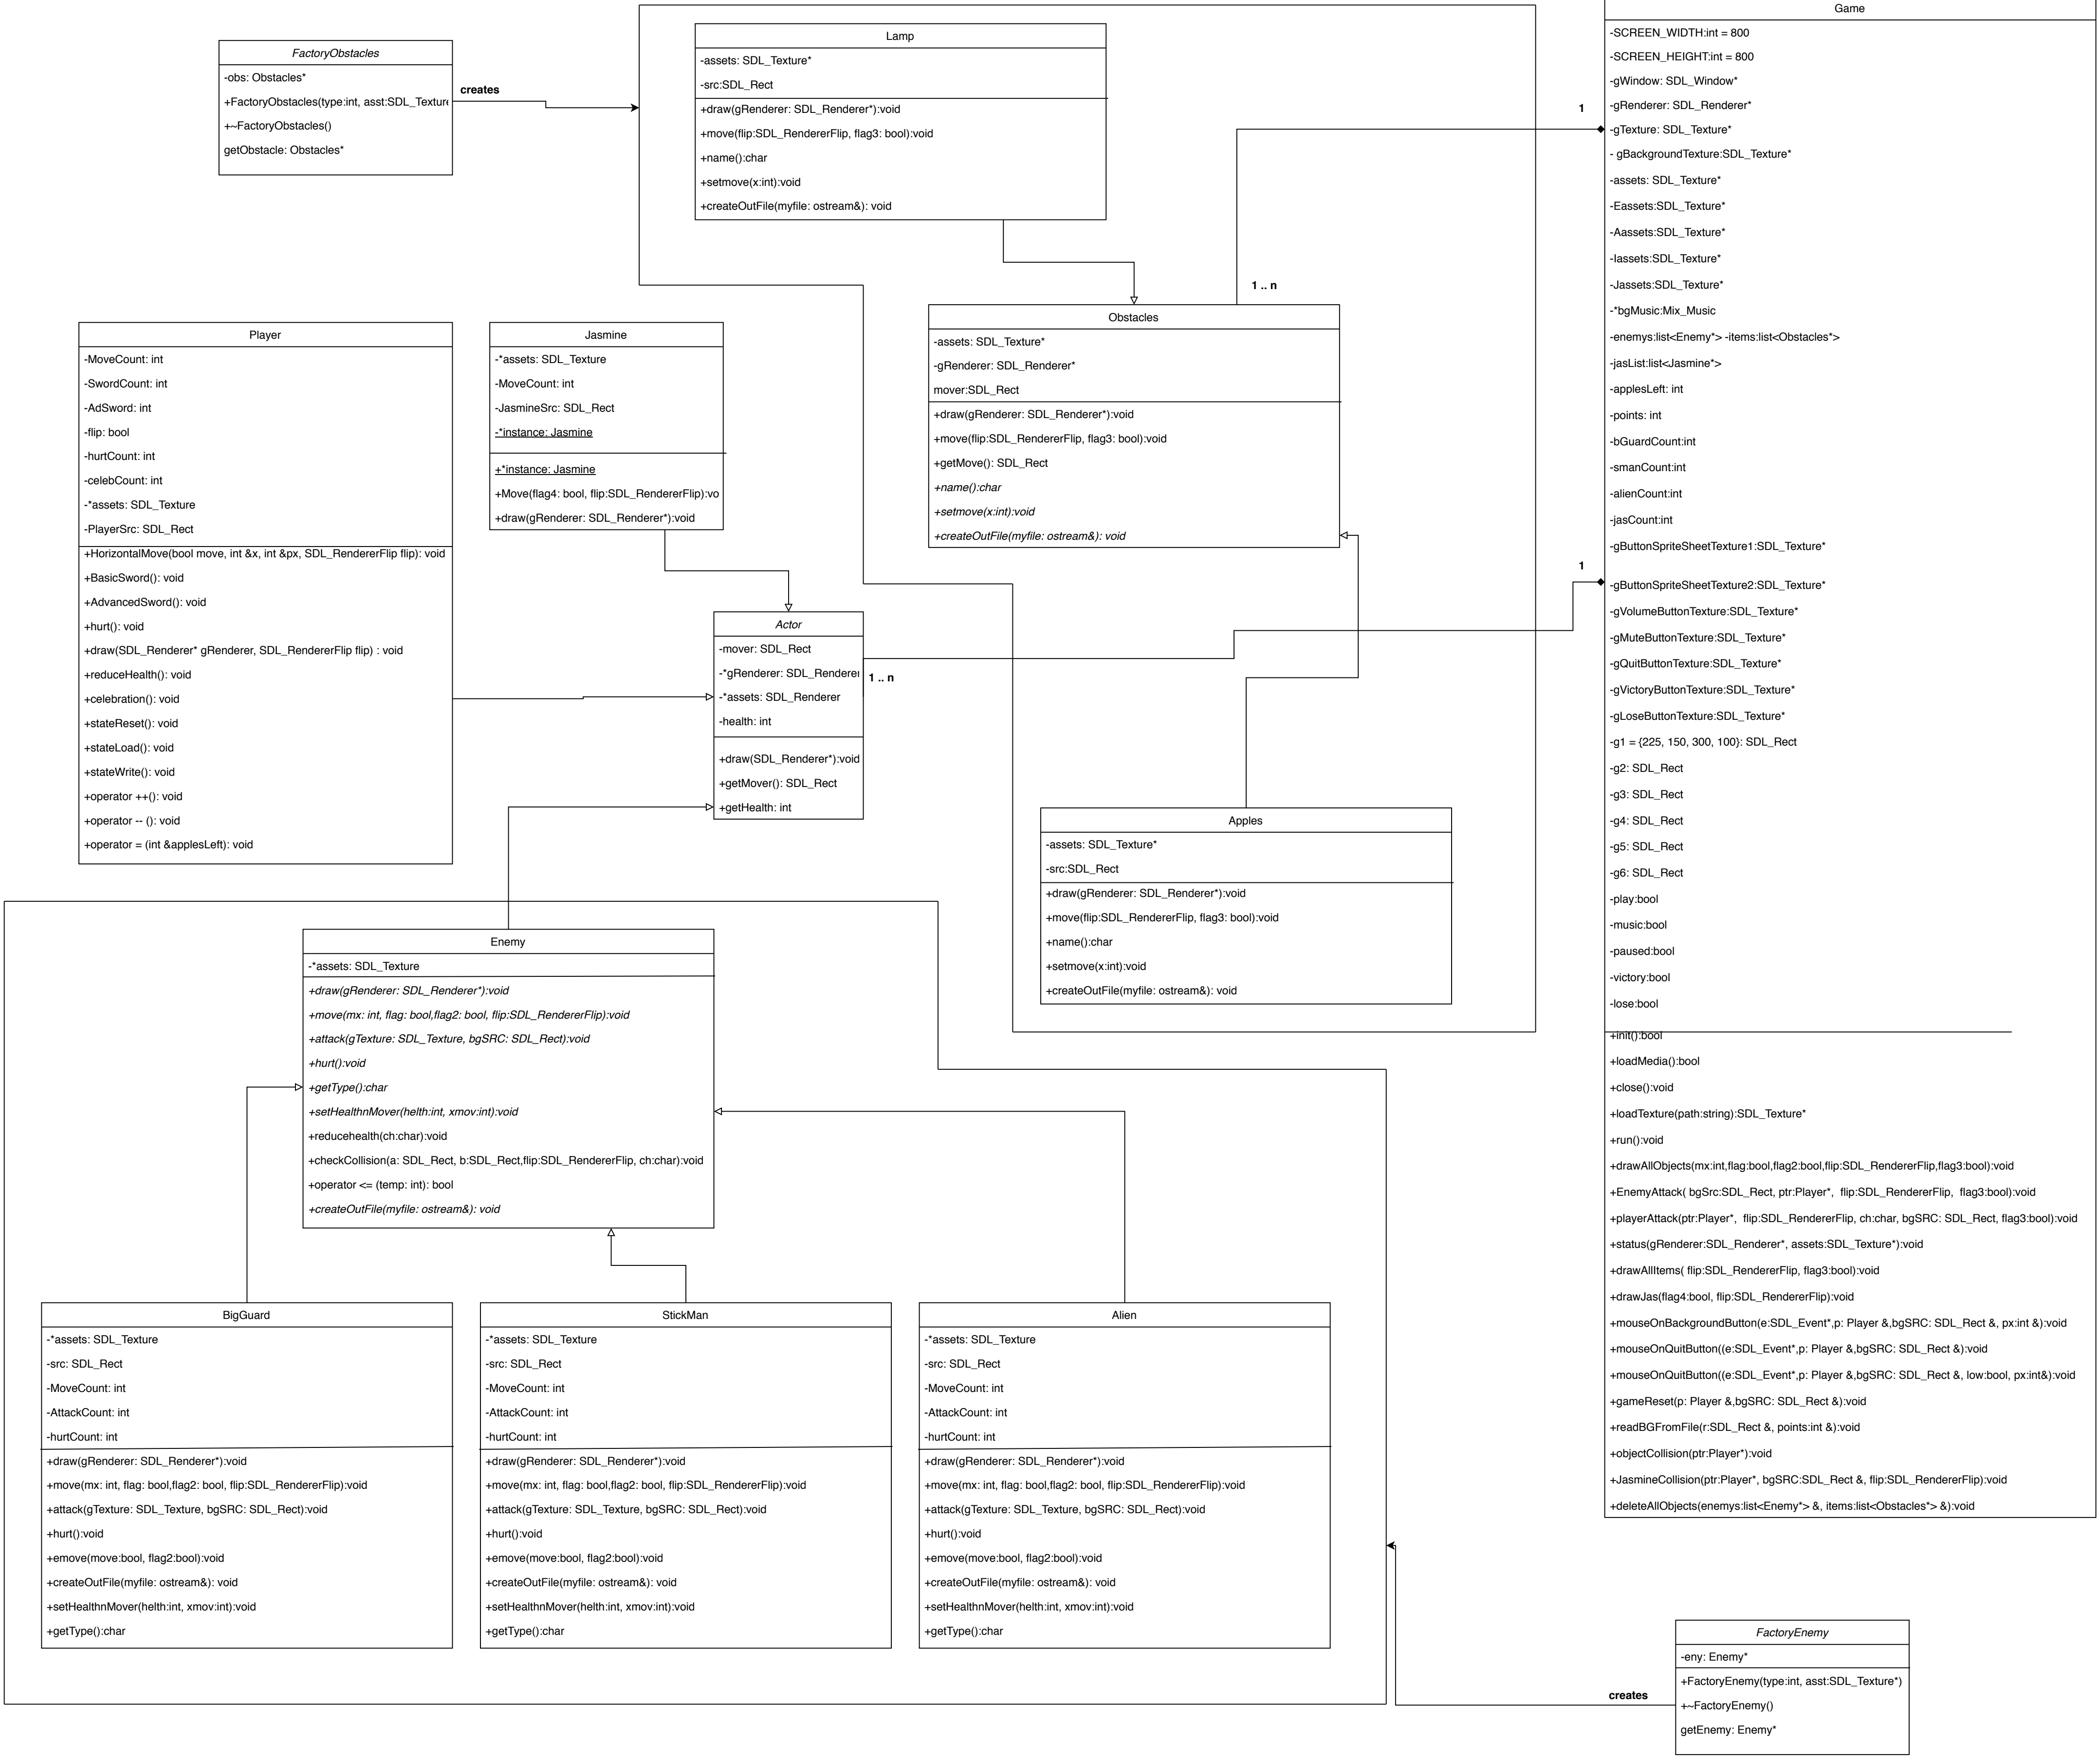 FactoryObstacles
-obs: Obstacles*
+FactoryObstacles(type:int, asst:SDL_Texture
+~FactoryObstacles()
getObstacle: Obstacles*
creates
Lamp
-assets: SDL_Texture*
-src:SDL_Rect
+draw(gRenderer: SDL_Renderer*):void
+move(flip:SDL_RendererFlip, flag3: bool):void
+name():char
+setmove(x:int):void
+createOutFile(myfile: ostream&): void
Player
-MoveCount: int
-SwordCount: int
-AdSword: int
-flip: bool
-hurtCount: int
-celebCount: int
-*assets: SDL_Texture
-PlayerSrc: SDL_Rect
+HorizontalMove(bool move, int &x, int &px, SDL_RendererFlip flip): void
+BasicSword(): void
+AdvancedSword(): void
+hurt(): void
+draw(SDL_Renderer* gRenderer, SDL_RendererFlip flip) : void
+reduceHealth(): void
+celebration(): void
+stateReset(): void
+stateLoad(): void
+stateWrite(): void
+operator ++(): void
+operator -- (): void
+operator = (int &applesLeft): void
Jasmine
-*assets: SDL_Texture
-MoveCount: int
-JasmineSrc: SDL_Rect
-*instance: Jasmine
+*instance: Jasmine
+Move(flag4: bool, flip:SDL_RendererFlip):vo
+draw(gRenderer: SDL_Renderer*):void
Obstacles
-assets: SDL_Texture*
-gRenderer: SDL_Renderer*
mover:SDL_Rect
+draw(gRenderer: SDL_Renderer*):void
+move(flip:SDL_RendererFlip, flag3: bool):void
+getMove(): SDL_Rect
+name():char
+setmove(x:int):void
+createOutFile(myfile: ostream&): void
1 .. n
1
Actor
-mover: SDL_Rect
-*gRenderer: SDL_Renderer
-*assets: SDL_Renderer
-health: int
+draw(SDL_Renderer*):void
+getMover(): SDL_Rect
+getHealth: int
1 .. n
1
Apples
-assets: SDL_Texture*
-src:SDL_Rect
+draw(gRenderer: SDL_Renderer*):void
+move(flip:SDL_RendererFlip, flag3: bool):void
+name():char
+setmove(x:int):void
+createOutFile(myfile: ostream&): void
Game
-SCREEN_WIDTH:int = 800
-SCREEN_HEIGHT:int = 800
-gWindow: SDL_Window*
-gRenderer: SDL_Renderer*
-gTexture: SDL_Texture*
- gBackgroundTexture:SDL_Texture*
-assets: SDL_Texture*
-Eassets:SDL_Texture*
-Aassets:SDL_Texture*
-Iassets:SDL_Texture*
-Jassets:SDL_Texture*
-*bgMusic:Mix_Music
-enemys:list<Enemy*> -items:list<Obstacles*>
-jasList:list<Jasmine*>
-applesLeft: int
-points: int
-bGuardCount:int
-smanCount:int
-alienCount:int
-jasCount:int
-gButtonSpriteSheetTexture1:SDL_Texture*
-gButtonSpriteSheetTexture2:SDL_Texture*
-gVolumeButtonTexture:SDL_Texture*
-gMuteButtonTexture:SDL_Texture*
-gQuitButtonTexture:SDL_Texture*
-gVictoryButtonTexture:SDL_Texture*
-gLoseButtonTexture:SDL_Texture*
-g1 = {225, 150, 300, 100}: SDL_Rect
-g2: SDL_Rect
-g3: SDL_Rect
-g4: SDL_Rect
-g5: SDL_Rect
-g6: SDL_Rect
-play:bool
-music:bool
-paused:bool
-victory:bool
-lose:bool
+init():bool
+loadMedia():bool
+close():void
+loadTexture(path:string):SDL_Texture*
+run():void
+drawAllObjects(mx:int,flag:bool,flag2:bool,flip:SDL_RendererFlip,flag3:bool):void
+EnemyAttack( bgSrc:SDL_Rect, ptr:Player*, flip:SDL_RendererFlip, flag3:bool):void
+playerAttack(ptr:Player*, flip:SDL_RendererFlip, ch:char, bgSRC: SDL_Rect, flag3:bool):void
+status(gRenderer:SDL_Renderer*, assets:SDL_Texture*):void
+drawAllItems( flip:SDL_RendererFlip, flag3:bool):void
+drawJas(flag4:bool, flip:SDL_RendererFlip):void
+mouseOnBackgroundButton(e:SDL_Event*,p: Player &,bgSRC: SDL_Rect &, px:int &):void
+mouseOnQuitButton((e:SDL_Event*,p: Player &,bgSRC: SDL_Rect &):void
+mouseOnQuitButton((e:SDL_Event*,p: Player &,bgSRC: SDL_Rect &, low:bool, px:int&):void
+gameReset(p: Player &,bgSRC: SDL_Rect &):void
+readBGFromFile(r:SDL_Rect &, points:int &):void
+objectCollision(ptr:Player*):void
+JasmineCollision(ptr:Player*, bgSRC:SDL_Rect &, flip:SDL_RendererFlip):void
+deleteAllObjects(enemys:list<Enemy*> &, items:list<Obstacles*> &):void
Enemy
-*assets: SDL_Texture
+draw(gRenderer: SDL_Renderer*):void
+move(mx: int, flag: bool,flag2: bool, flip:SDL_RendererFlip):void
+attack(gTexture: SDL_Texture, bgSRC: SDL_Rect):void
+hurt():void
+getType():char
+setHealthnMover(helth:int, xmov:int):void
+reducehealth(ch:char):void
+checkCollision(a: SDL_Rect, b:SDL_Rect,flip:SDL_RendererFlip, ch:char):void
+operator <= (temp: int): bool
+createOutFile(myfile: ostream&): void
BigGuard
-*assets: SDL_Texture
-src: SDL_Rect
-MoveCount: int
-AttackCount: int
-hurtCount: int
+draw(gRenderer: SDL_Renderer*):void
+move(mx: int, flag: bool,flag2: bool, flip:SDL_RendererFlip):void
+attack(gTexture: SDL_Texture, bgSRC: SDL_Rect):void
+hurt():void
+emove(move:bool, flag2:bool):void
+createOutFile(myfile: ostream&): void
+setHealthnMover(helth:int, xmov:int):void
+getType():char
StickMan
-*assets: SDL_Texture
-src: SDL_Rect
-MoveCount: int
-AttackCount: int
-hurtCount: int
+draw(gRenderer: SDL_Renderer*):void
+move(mx: int, flag: bool,flag2: bool, flip:SDL_RendererFlip):void
+attack(gTexture: SDL_Texture, bgSRC: SDL_Rect):void
+hurt():void
+emove(move:bool, flag2:bool):void
+createOutFile(myfile: ostream&): void
+setHealthnMover(helth:int, xmov:int):void
+getType():char
Alien
-*assets: SDL_Texture
-src: SDL_Rect
-MoveCount: int
-AttackCount: int
-hurtCount: int
+draw(gRenderer: SDL_Renderer*):void
+move(mx: int, flag: bool,flag2: bool, flip:SDL_RendererFlip):void
+attack(gTexture: SDL_Texture, bgSRC: SDL_Rect):void
+hurt():void
+emove(move:bool, flag2:bool):void
+createOutFile(myfile: ostream&): void
+setHealthnMover(helth:int, xmov:int):void
+getType():char
creates
FactoryEnemy
-eny: Enemy*
+FactoryEnemy(type:int, asst:SDL_Texture*)
+~FactoryEnemy()
getEnemy: Enemy*